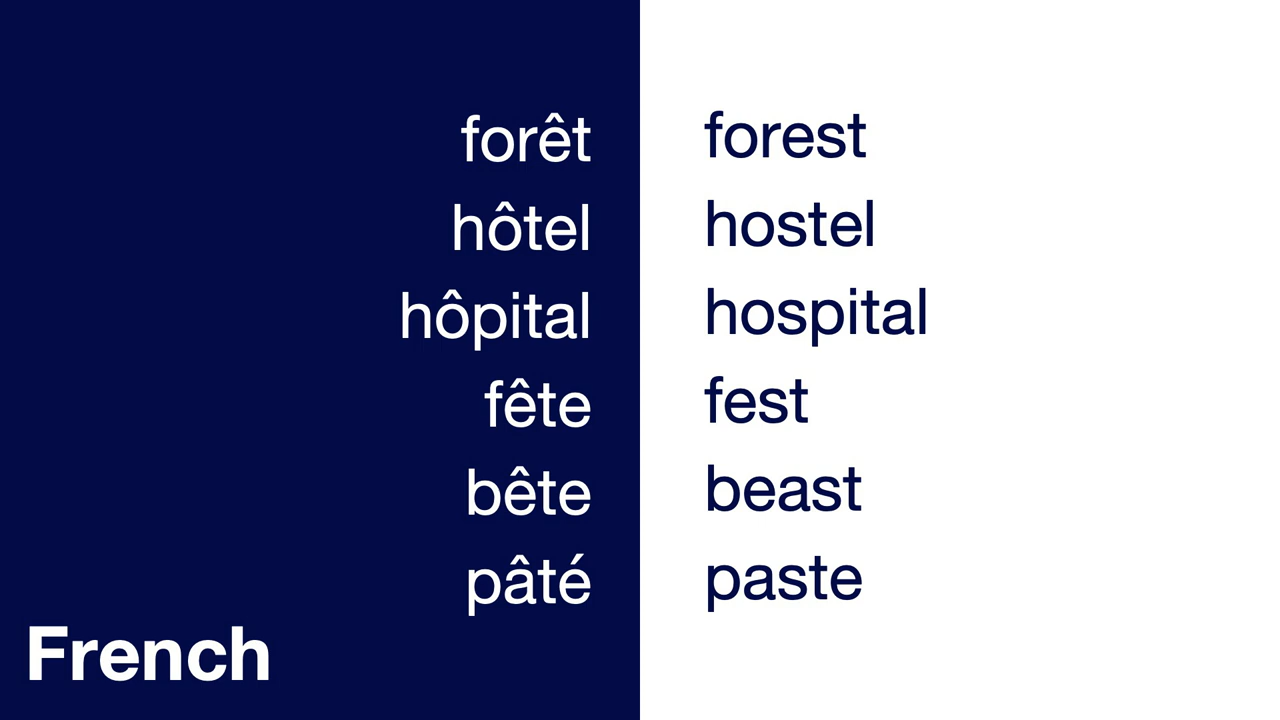 forêt forest
hôtel hostel
hôpital hospital
fête fest
bête beast
pâté paste
French